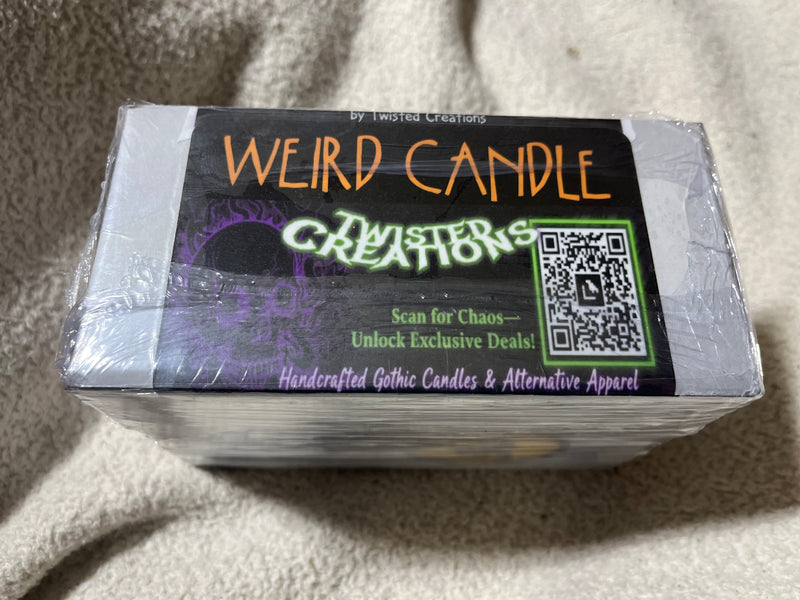 by Twisted Creations
WEIRD CANDLE
TWISTED
CREATIONS
Scan for Chaos—
Unlock Exclusive Deals!
Handcrafted Gothic Candles & Alternative Apparel